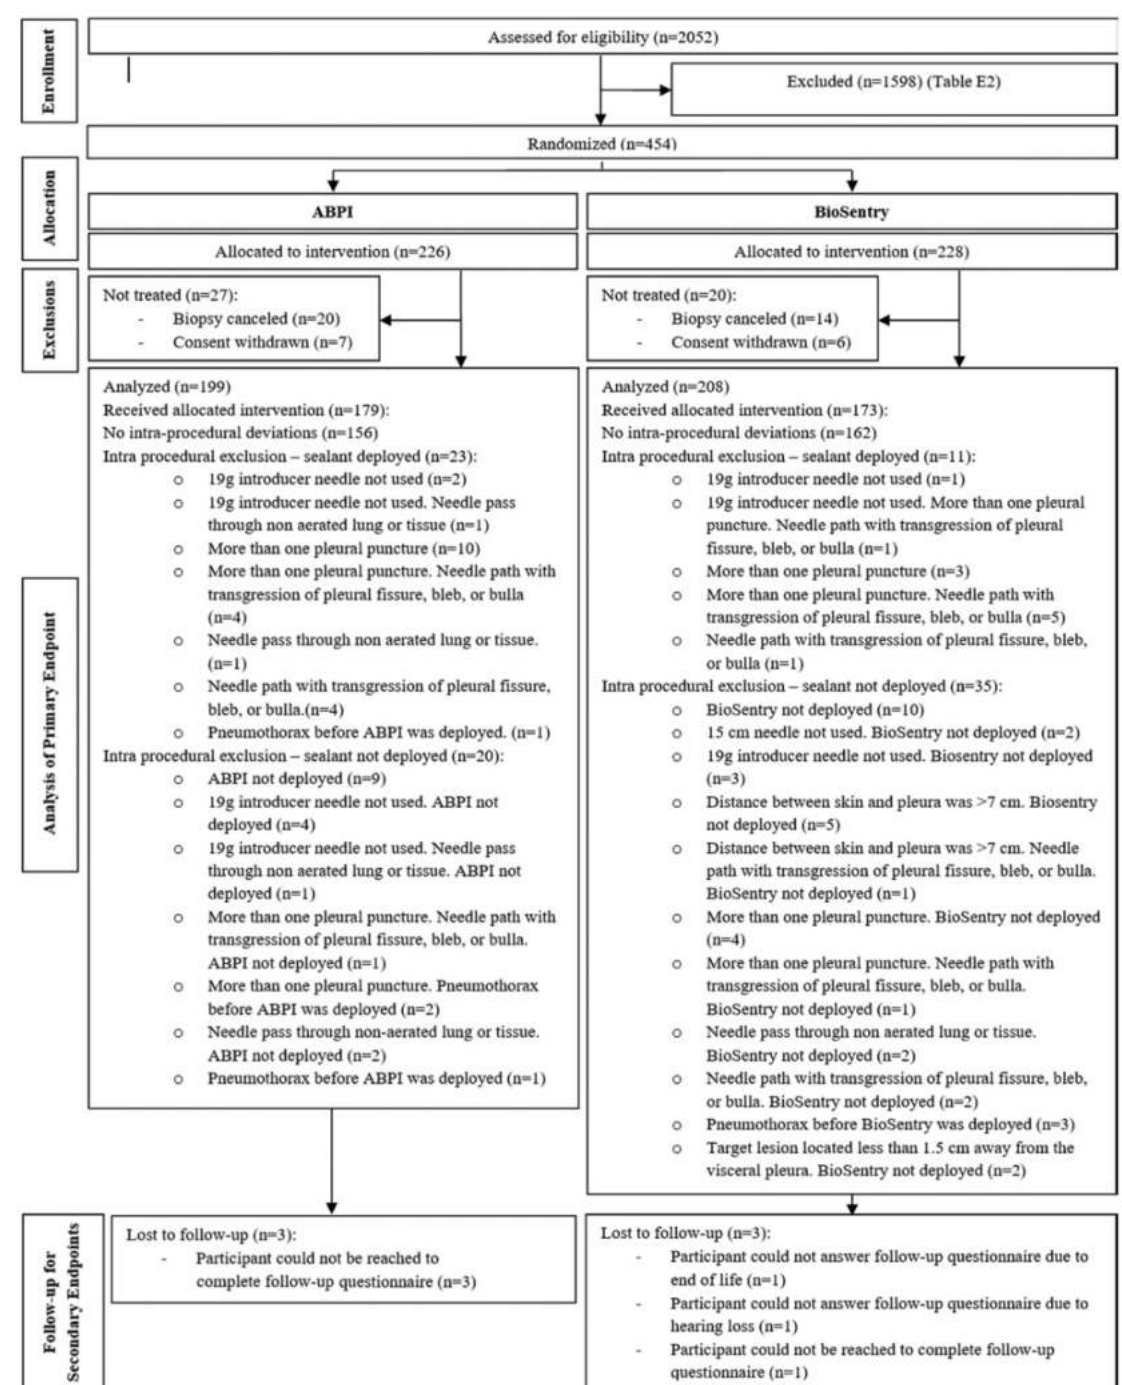 Enrollment
Assessed for eligibility (n=2052)
Excluded (n=1598) (Table E2)
Randomized (n=454)
Allocation
ABPI
BioSentry
Allocated to intervention (n=226)
Allocated to intervention (n=228)
Exclusions
Not treated (n=27):
- Biopsy canceled (n=20)
- Consent withdrawn (n=7)
Not treated (n=20):
- Biopsy canceled (n=14)
- Consent withdrawn (n=6)
Analysis of Primary Endpoint
Analyzed (n=199)
Received allocated intervention (n=179):
No intra-procedural deviations (n=156)
Intra procedural exclusion – sealant deployed (n=23):
o 19g introducer needle not used (n=2)
o 19g introducer needle not used. Needle pass
through non aerated lung or tissue (n=1)
o More than one pleural puncture (n=10)
o More than one pleural puncture. Needle path with
transgression of pleural fissure, bleb, or bulla
(n=4)
o Needle pass through non aerated lung or tissue.
(n=1)
o Needle path with transgression of pleural fissure,
bleb, or bulla.(n=4)
o Pneumothorax before ABPI was deployed. (n=1)
Intra procedural exclusion – sealant not deployed (n=20):
o ABPI not deployed (n=9)
o 19g introducer needle not used. ABPI not
deployed (n=4)
o 19g introducer needle not used. Needle pass
through non aerated lung or tissue. ABPI not
deployed (n=1)
o More than one pleural puncture. Needle path with
transgression of pleural fissure, bleb, or bulla.
ABPI not deployed (n=1)
o More than one pleural puncture. Pneumothorax
before ABPI was deployed (n=2)
o Needle pass through non-aerated lung or tissue.
ABPI not deployed (n=2)
o Pneumothorax before ABPI was deployed (n=1)
Analyzed (n=208)
Received allocated intervention (n=173):
No intra-procedural deviations (n=162)
Intra procedural exclusion – sealant deployed (n=11):
o 19g introducer needle not used (n=1)
o 19g introducer needle not used. More than one pleural
puncture. Needle path with transgression of pleural
fissure, bleb, or bulla (n=1)
o More than one pleural puncture (n=3)
o More than one pleural puncture. Needle path with
transgression of pleural fissure, bleb, or bulla (n=5)
o Needle path with transgression of pleural fissure, bleb,
or bulla (n=1)
Intra procedural exclusion – sealant not deployed (n=35):
o BioSentry not deployed (n=10)
o 15 cm needle not used. BioSentry not deployed (n=2)
o 19g introducer needle not used. Biosentry not deployed
(n=3)
o Distance between skin and pleura was >7 cm. Biosentry
not deployed (n=5)
o Distance between skin and pleura was >7 cm. Needle
path with transgression of pleural fissure, bleb, or bulla.
BioSentry not deployed (n=1)
o More than one pleural puncture. BioSentry not deployed
(n=4)
o More than one pleural puncture. Needle path with
transgression of pleural fissure, bleb, or bulla.
BioSentry not deployed (n=1)
o Needle pass through non aerated lung or tissue.
BioSentry not deployed (n=2)
o Needle path with transgression of pleural fissure, bleb,
or bulla. BioSentry not deployed (n=2)
o Pneumothorax before BioSentry was deployed (n=3)
o Target lesion located less than 1.5 cm away from the
visceral pleura. BioSentry not deployed (n=2)
Follow-up for
Secondary Endpoints
Lost to follow-up (n=3):
- Participant could not be reached to
complete follow-up questionnaire (n=3)
Lost to follow-up (n=3):
- Participant could not answer follow-up questionnaire due to
end of life (n=1)
- Participant could not answer follow-up questionnaire due to
hearing loss (n=1)
- Participant could not be reached to complete follow-up
questionnaire (n=1)